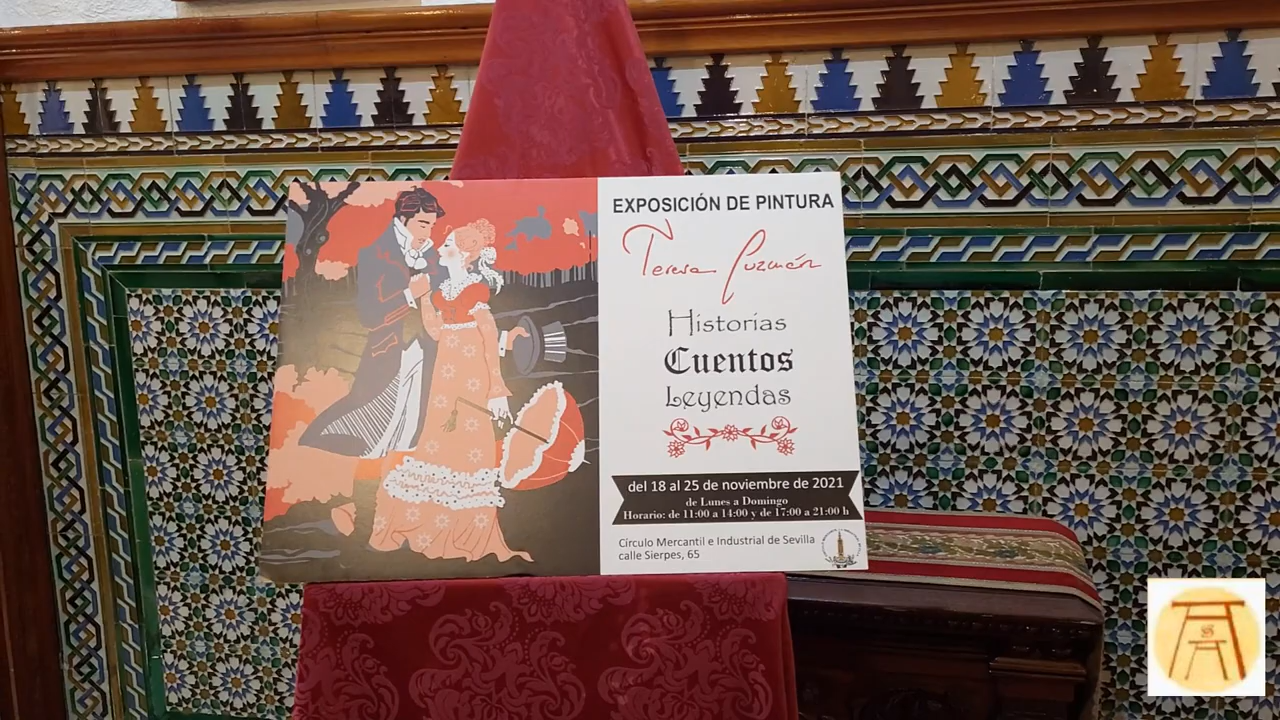 EXPOSICIÓN DE PINTURA
Teresa Guzmán
Historias
Cuentos
Leyendas
del 18 al 25 de noviembre de 2021
de Lunes a Domingo
Horario: de 11:00 a 14:00 y de 17:00 a 21:00 h
Círculo Mercantil e Industrial de Sevilla
calle Sierpes, 65